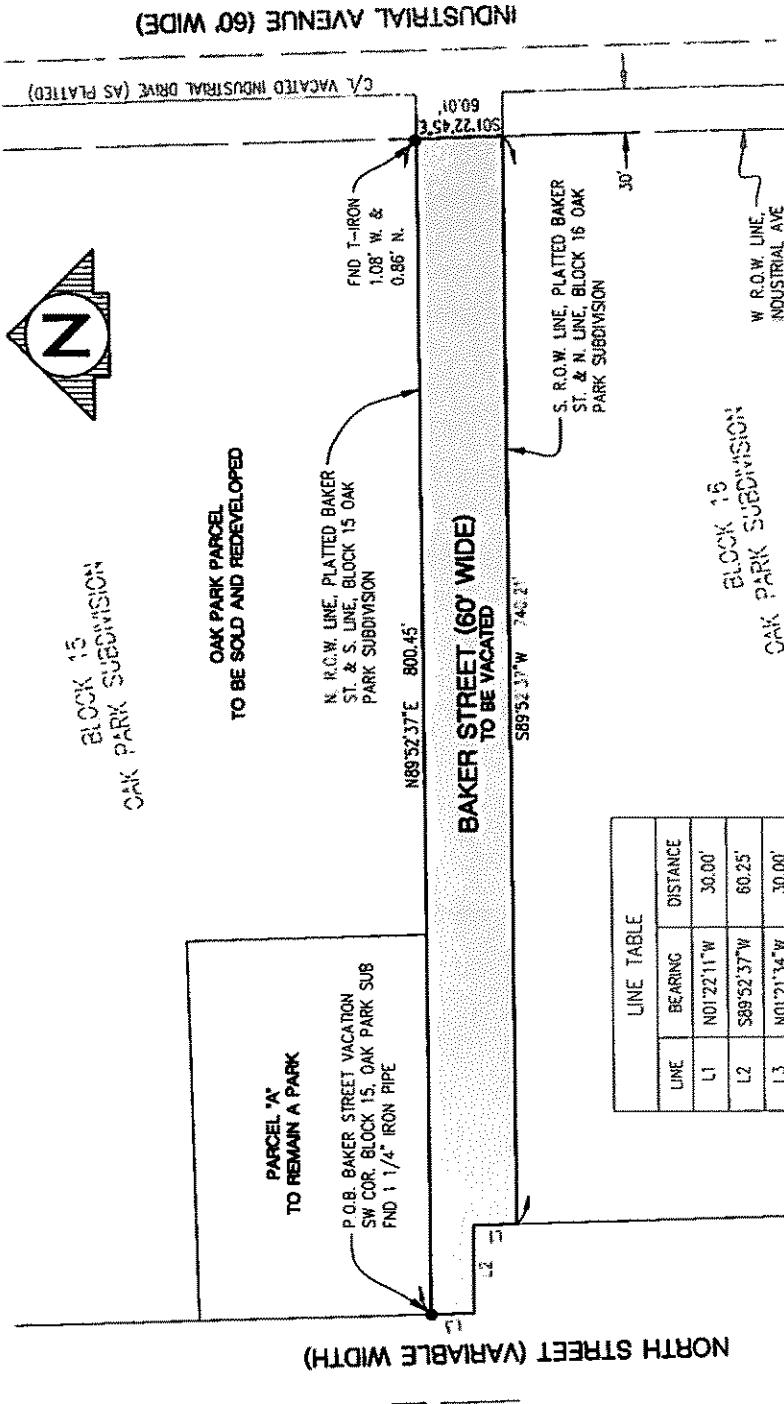 INDUSTRIAL AVENUE (60' WIDE)
C/L VACATED INDUSTRIAL DRIVE (AS PLATTED)
S01°22'45"E
60.01'
FND T-IRON
1.08' W. &
0.86' N.
30'
N
BLOCK 15
OAK PARK SUBDIVISION
OAK PARK PARCEL
TO BE SOLD AND REDEVELOPED
N. R.O.W. LINE, PLATTED BAKER
ST. & S. LINE, BLOCK 15 OAK
PARK SUBDIVISION
N89°52'37"E 800.45'
BAKER STREET (60' WIDE)
TO BE VACATED
S89°52'37"W 740.21'
S. R.O.W. LINE, PLATTED BAKER
ST. & N. LINE, BLOCK 16 OAK
PARK SUBDIVISION
W R.O.W. LINE,
INDUSTRIAL AVE
BLOCK 16
OAK PARK SUBDIVISION
PARCEL "A"
TO REMAIN A PARK
P.O.B. BAKER STREET VACATION
SW COR. BLOCK 15, OAK PARK SUB
FND 1 1/4" IRON PIPE
L1
L2
L3
NORTH STREET (VARIABLE WIDTH)
LINE TABLE
LINE BEARING DISTANCE
L1 N01°22'11"W 30.00'
L2 S89°52'37"W 60.25'
L3 N01°21'34"W 30.00'